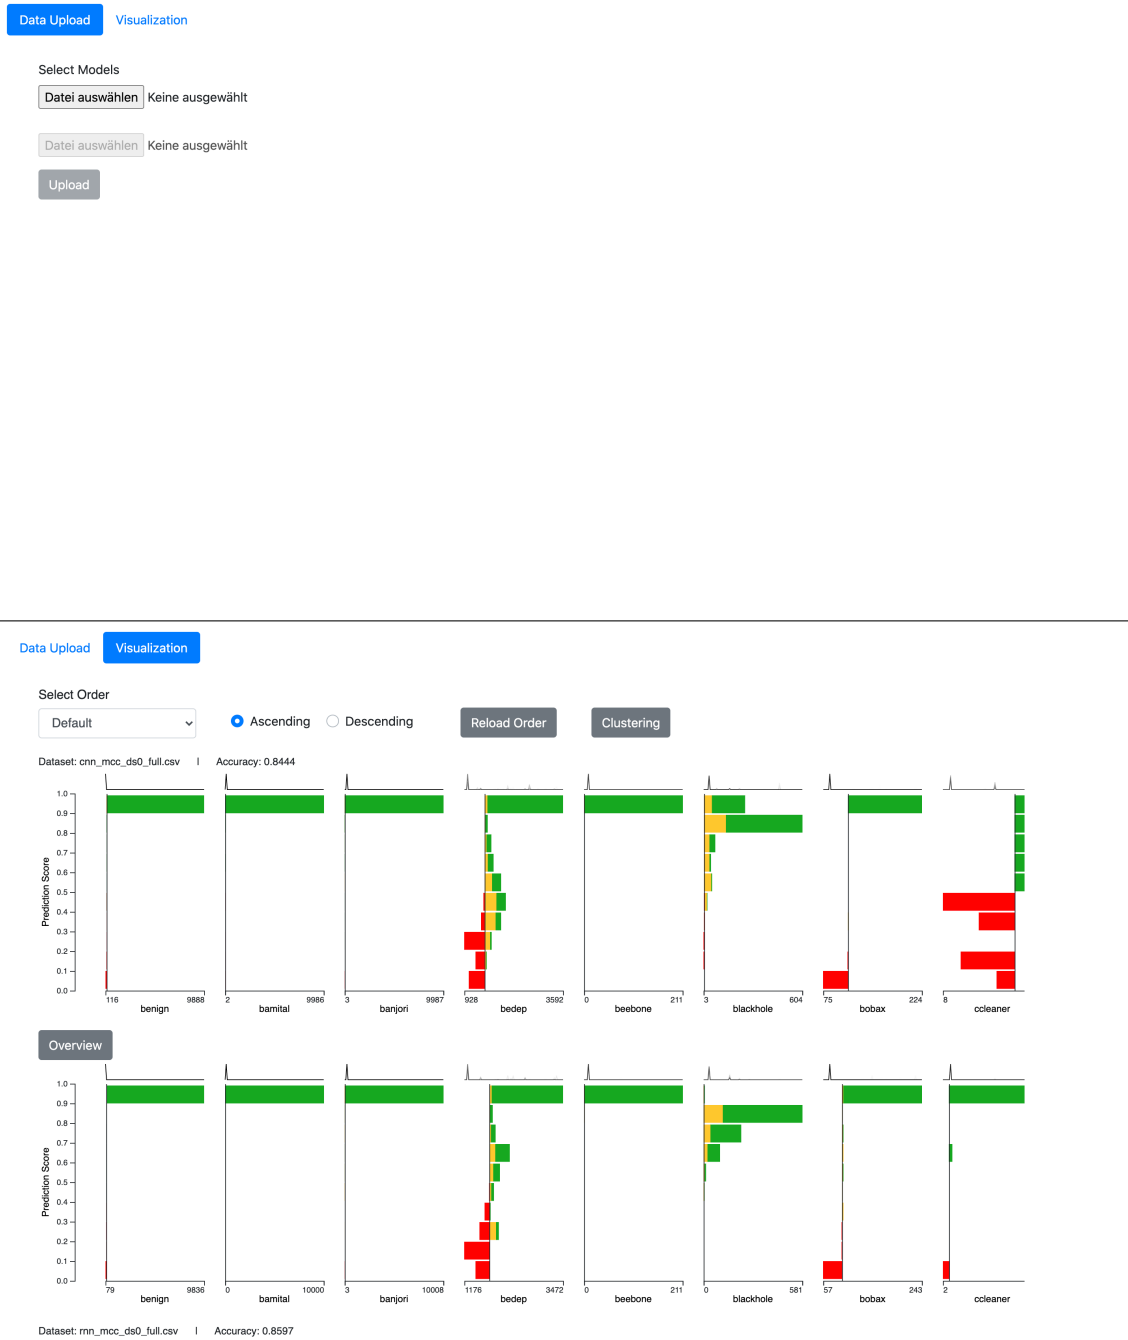 Data Upload Visualization
Select Models
Datei auswählen Keine ausgewählt
Datei auswählen Keine ausgewählt
Upload
Data Upload Visualization
Select Order
Default Ascending Descending Reload Order Clustering
Dataset: cnn_mcc_ds0_full.csv | Accuracy: 0.8444
Prediction Score
1.0
0.9
0.8
0.7
0.6
0.5
0.4
0.3
0.2
0.1
0.0
116 9888 2 9986 3 9987 928 3592 0 211 3 604 75 224 8
benign bamital banjori bedep beebone blackhole bobax ccleaner
Overview
Prediction Score
1.0
0.9
0.8
0.7
0.6
0.5
0.4
0.3
0.2
0.1
0.0
79 9836 0 10000 3 10008 1176 3472 0 211 0 581 57 243 2
benign bamital banjori bedep beebone blackhole bobax ccleaner
Dataset: rnn_mcc_ds0_full.csv | Accuracy: 0.8597